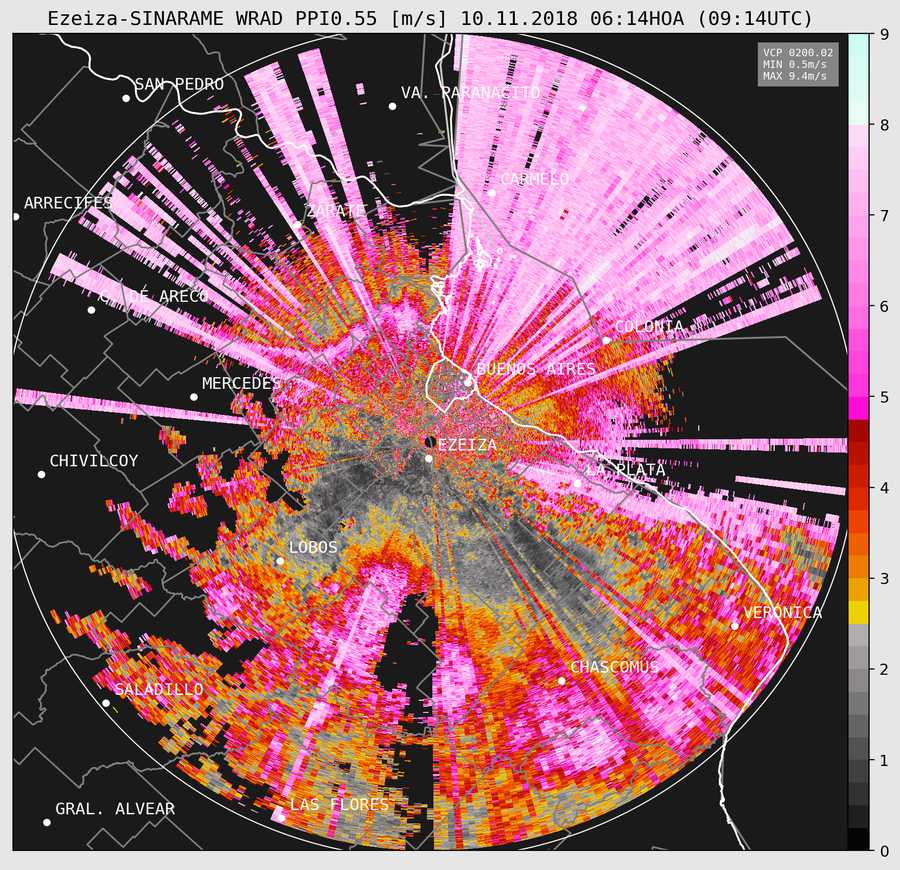 Ezeiza-SINARAME WRAD PPI0.55 [m/s] 10.11.2018 06:14HOA (09:14UTC)
VCP 0200.02
MIN 0.5m/s
MAX 9.4m/s
9
8
7
6
5
4
3
2
1
0
SAN PEDRO
VA. PARANACITO
CARMELO
ARRECIFES
ZARATE
C. DE ARECO
COLONIA
BUENOS AIRES
MERCEDES
EZEIZA
CHIVILCOY
LA PLATA
LOBOS
VERONICA
CHASCOMUS
SALADILLO
LAS FLORES
GRAL. ALVEAR